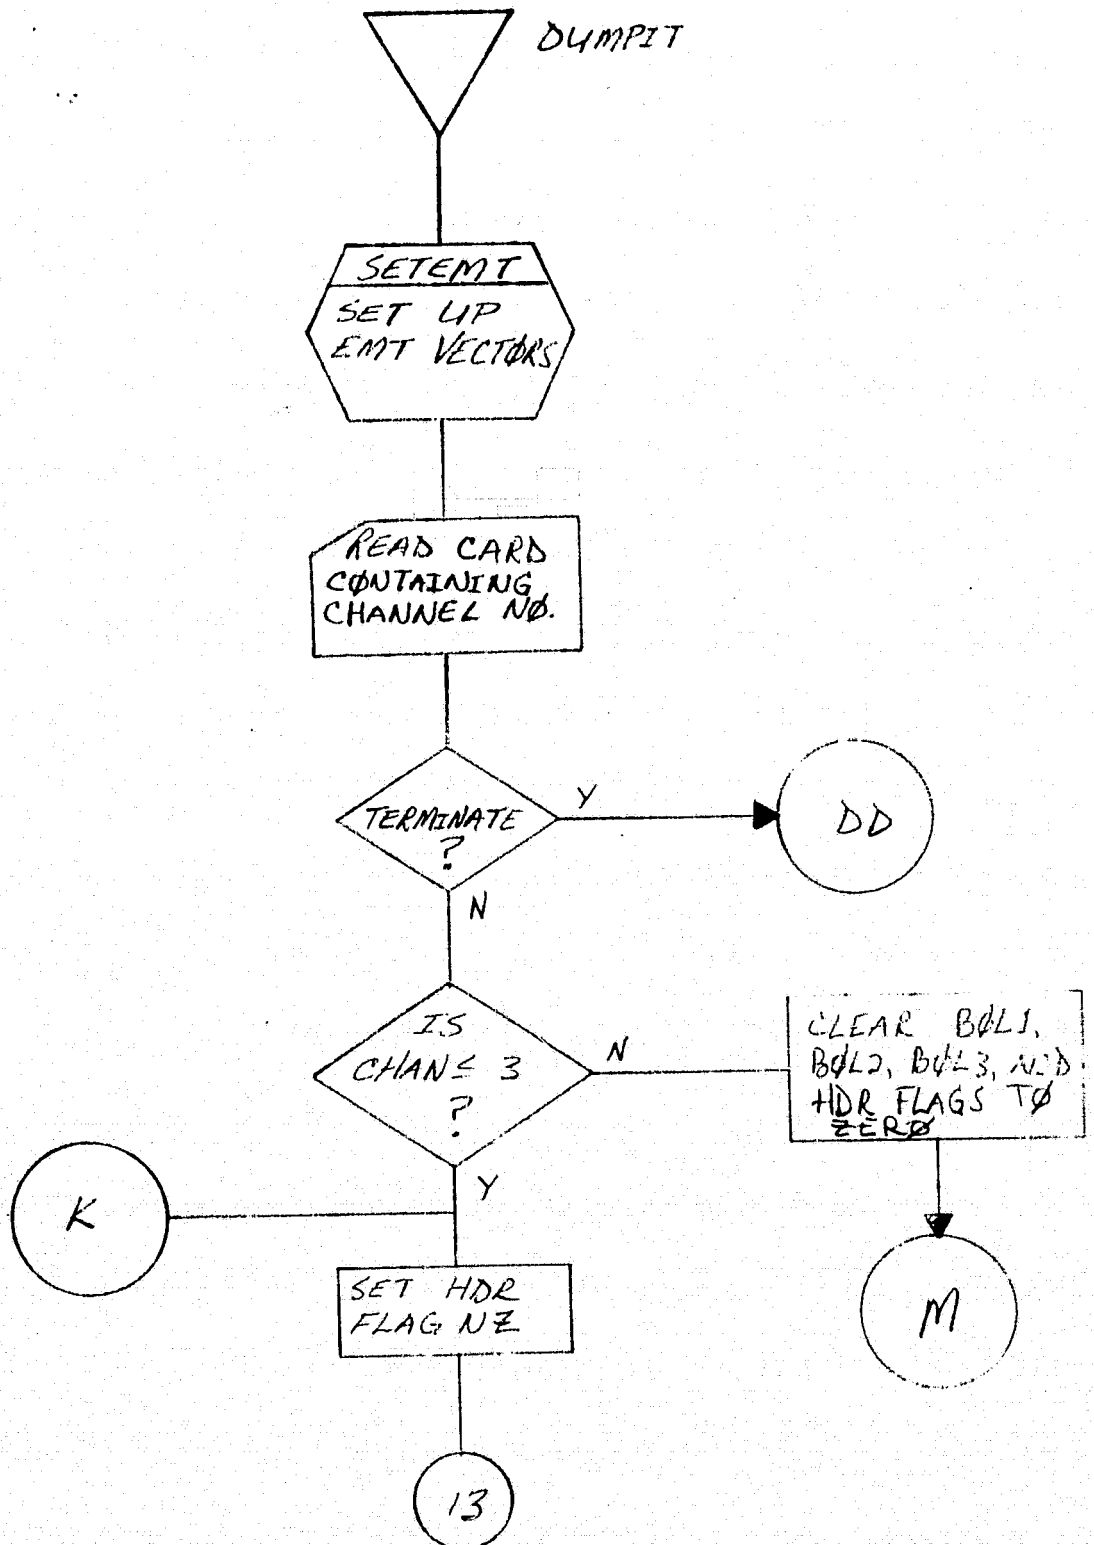 DUMPIT
SETEMT
SET UP
EMT VECTØRS
READ CARD
CØNTAINING
CHANNEL NØ.
TERMINATE
?
Y
DD
N
IS
CHAN ≤ 3
?
N
CLEAR BØL1,
BØL2, BØL3,
HDR FLAGS TØ
ZERØ
Y
K
SET HDR
FLAG NZ
M
13